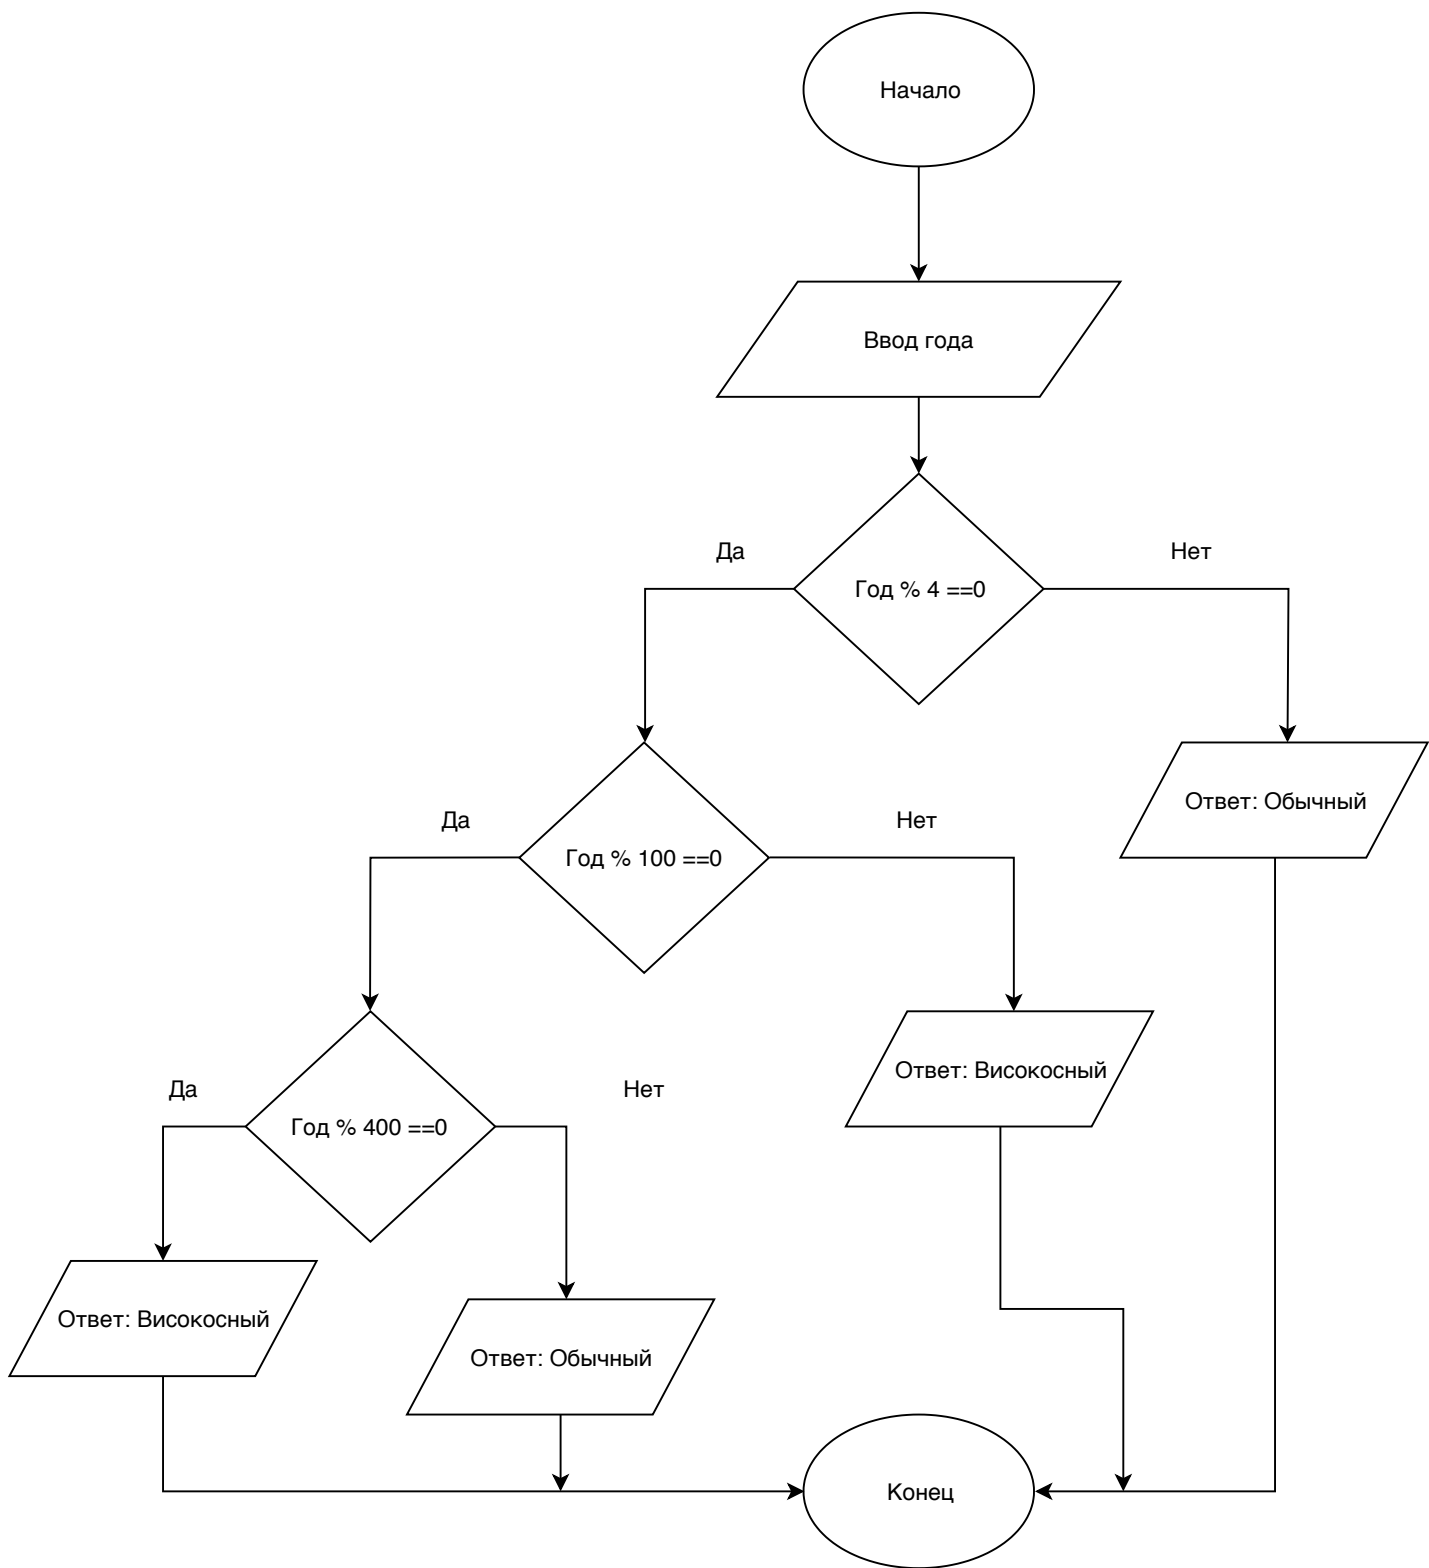 Начало
Ввод года
Да
Нет
Год % 4 ==0
Ответ: Обычный
Да
Нет
Год % 100 ==0
Ответ: Високосный
Да
Нет
Год % 400 ==0
Ответ: Високосный
Ответ: Обычный
Конец